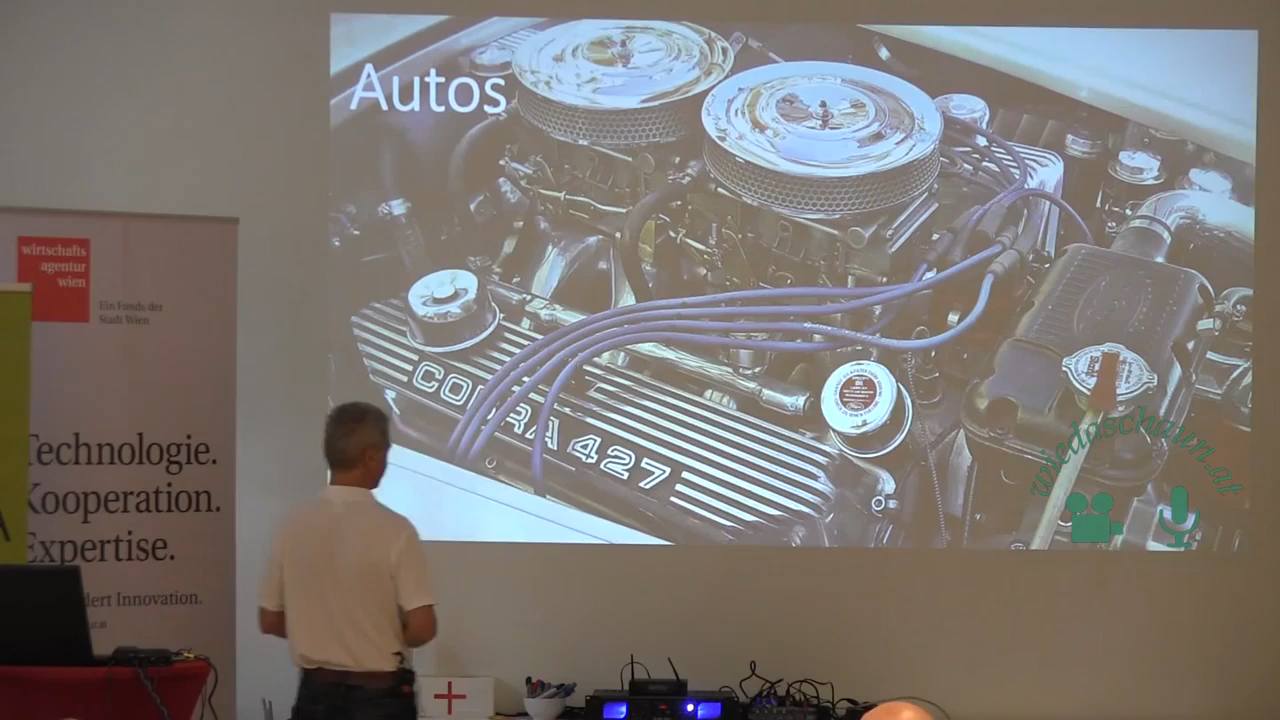 Autos
wirtschafts
agentur
wien
Ein Fonds der
Stadt Wien
Technologie.
Kooperation.
Expertise.
dert Innovation.
COBRA 427
wiedaschaun.at